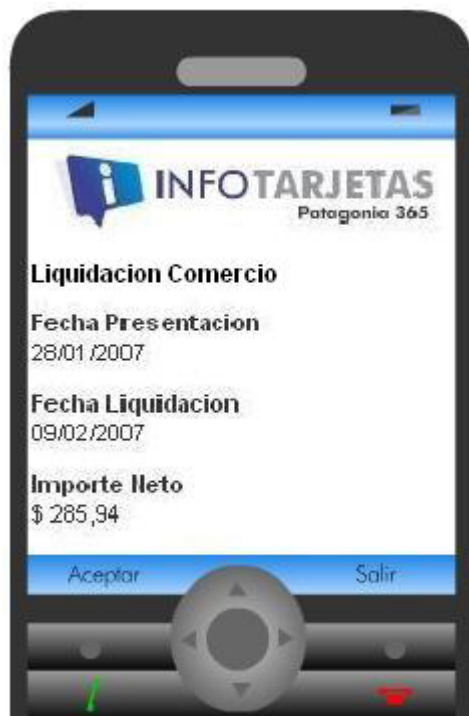 INFOTARJETAS
Patagonia 365
Liquidacion Comercio
Fecha Presentacion
28/01/2007
Fecha Liquidacion
09/02/2007
Importe Neto
$ 285,94
Aceptar Salir